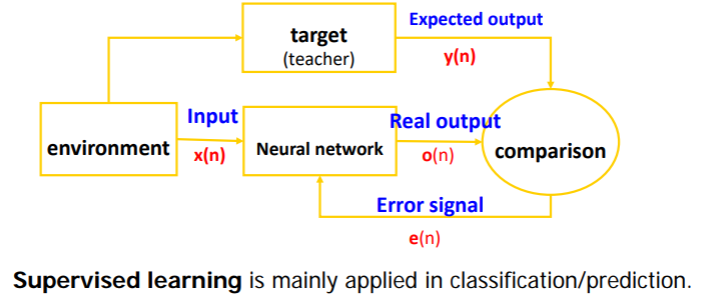 target
(teacher)
Expected output
y(n)
environment
Input
x(n)
Neural network
Real output
o(n)
comparison
Error signal
e(n)
Supervised learning is mainly applied in classification/prediction.